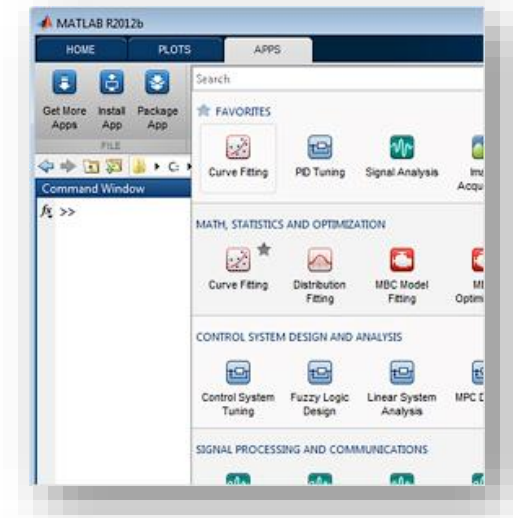 MATLAB R2012b
HOME PLOTS APPS
Get More Apps
Install App
Package App
FILE
Search
FAVORITES
Curve Fitting
PID Tuning
Signal Analysis
C:
Command Window
fx >>
MATH, STATISTICS AND OPTIMIZATION
Curve Fitting
Distribution Fitting
MBC Model Fitting
CONTROL SYSTEM DESIGN AND ANALYSIS
Control System Tuning
Fuzzy Logic Design
Linear System Analysis
MPC
SIGNAL PROCESSING AND COMMUNICATIONS